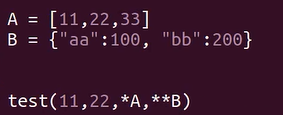 A = [11,22,33]
B = {"aa":100, "bb":200}
test(11,22,*A,**B)